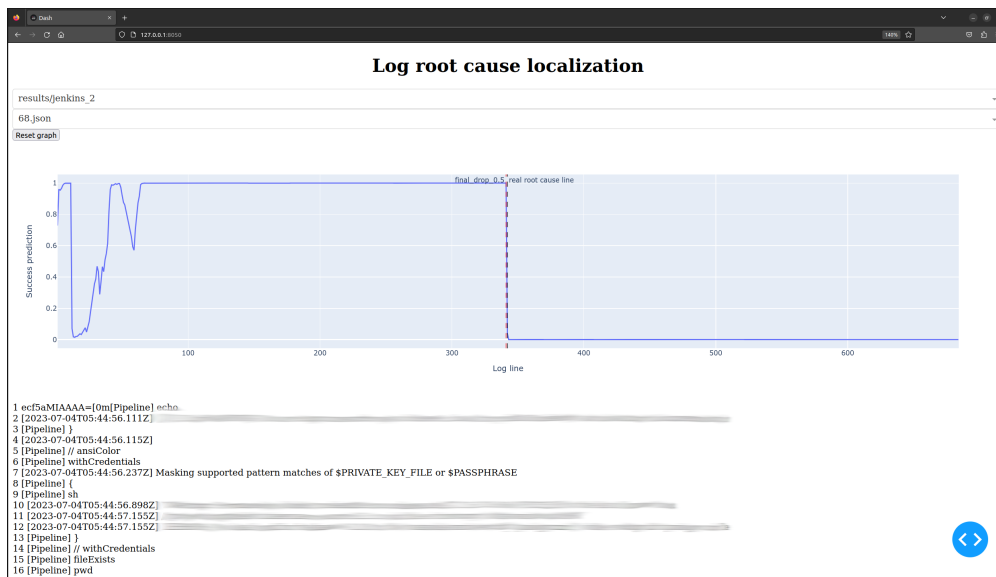 Dash
127.0.0.1:8050
140%
Log root cause localization
results/jenkins_2
68.json
Reset graph
final_drop_0.5 real root cause line
1
0.8
0.6
0.4
0.2
0
Success prediction
100
200
300
400
500
600
Log line
1 ecf5aMIAAAA=[0m[Pipeline] echo
2 [2023-07-04T05:44:56.111Z]
3 [Pipeline] }
4 [2023-07-04T05:44:56.115Z]
5 [Pipeline] // ansiColor
6 [Pipeline] withCredentials
7 [2023-07-04T05:44:56.237Z] Masking supported pattern matches of $PRIVATE_KEY_FILE or $PASSPHRASE
8 [Pipeline] {
9 [Pipeline] sh
10 [2023-07-04T05:44:56.898Z]
11 [2023-07-04T05:44:57.155Z]
12 [2023-07-04T05:44:57.155Z]
13 [Pipeline] }
14 [Pipeline] // withCredentials
15 [Pipeline] fileExists
16 [Pipeline] pwd